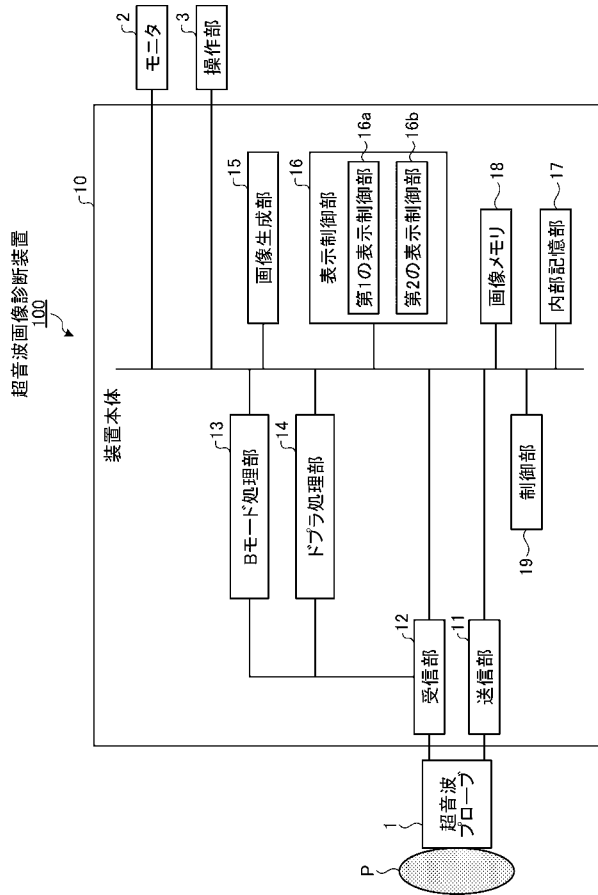 超音波画像診断装置
100
10
装置本体
モニタ
2
操作部
3
Bモード処理部
13
ドプラ処理部
14
画像生成部
15
表示制御部
16
第1の表示制御部
16a
第2の表示制御部
16b
画像メモリ
18
内部記憶部
17
制御部
19
受信部
12
送信部
11
超音波
プローブ
1
P